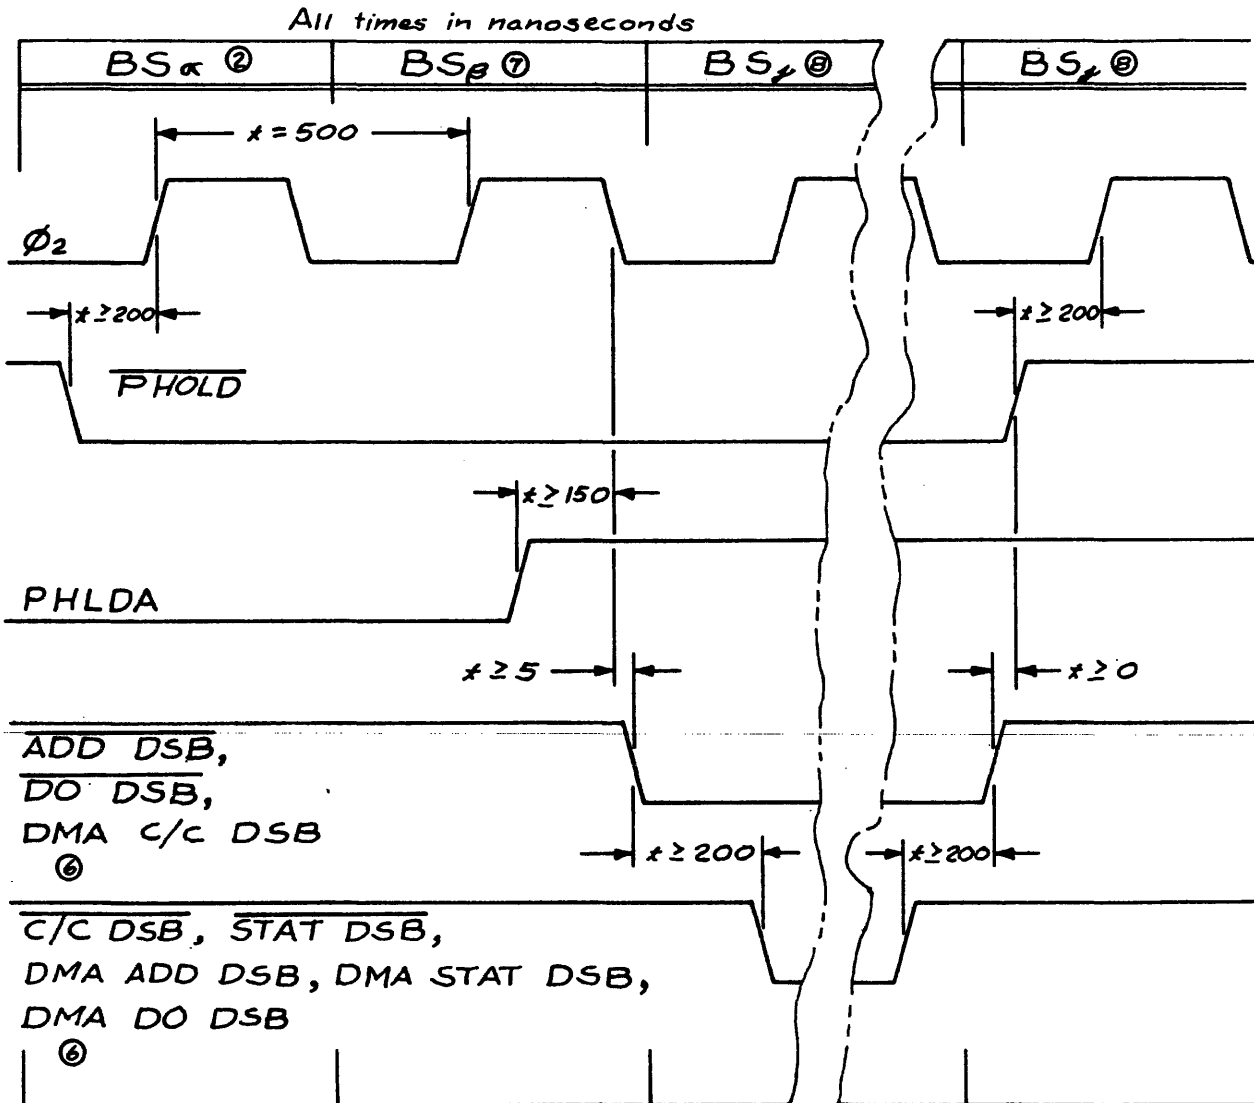 All times in nanoseconds
BSα ② BSβ ⑦ BSγ ⑧ BSγ ⑧
t = 500
Ø2
t ≥ 200 t ≥ 200
PHOLD
t ≥ 150
PHLDA
t ≥ 5 t ≥ 0
ADD DSB,
DO DSB,
DMA C/C DSB
t ≥ 200 t ≥ 200
⑥
C/C DSB, STAT DSB,
DMA ADD DSB, DMA STAT DSB,
DMA DO DSB
⑥